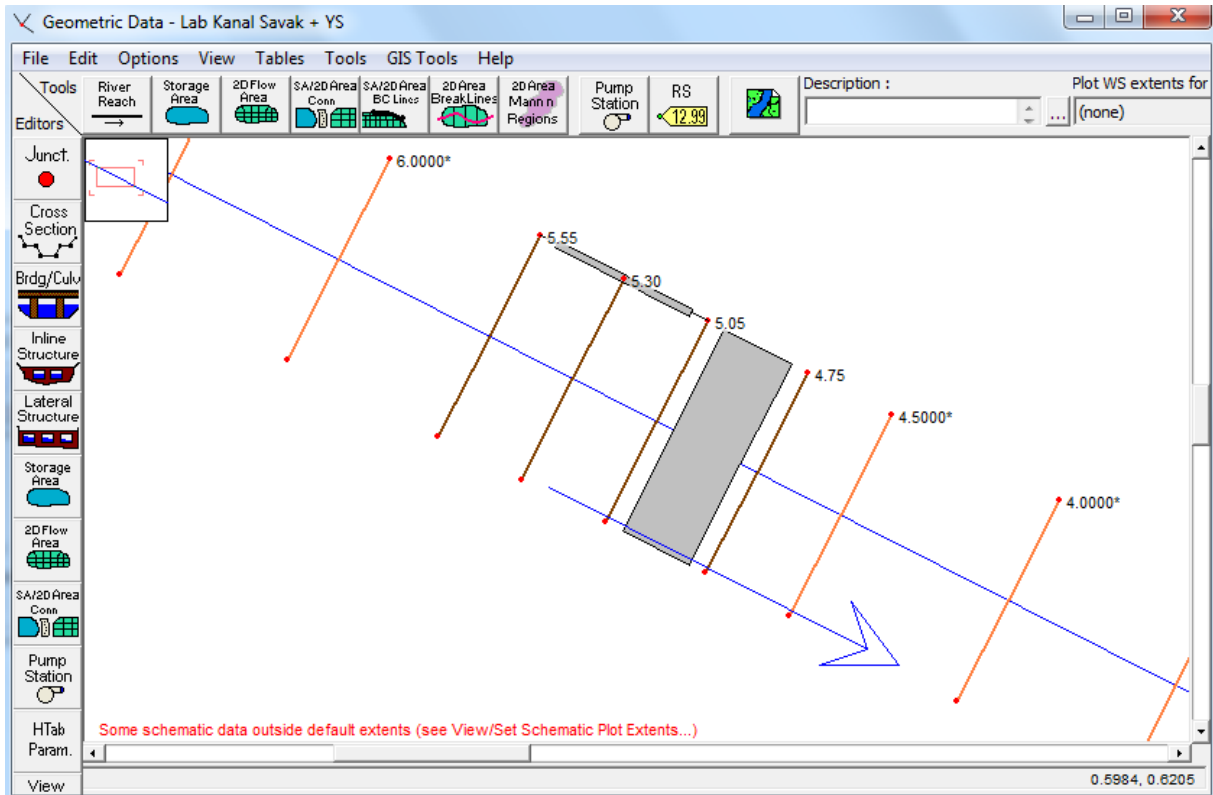 Geometric Data - Lab Kanal Savak + YS
File Edit Options View Tables Tools GIS Tools Help
Tools
Editors
River
Reach
Storage
Area
2DFlow
Area
SA/2D Area
Conn
SA/2D Area
BC Lines
2D Area
BreakLines
2D Area
Mann n
Regions
Pump
Station
RS
12.99
Description :
...
Plot WS extents for
(none)
Junct.
Cross
Section
Brdg/Culv
Inline
Structure
Lateral
Structure
Storage
Area
2DFlow
Area
SA/2D Area
Conn
Pump
Station
HTab
Param.
View
6.0000*
5.55
5.30
5.05
4.75
4.5000*
4.0000*
Some schematic data outside default extents (see View/Set Schematic Plot Extents...)
0.5984, 0.6205